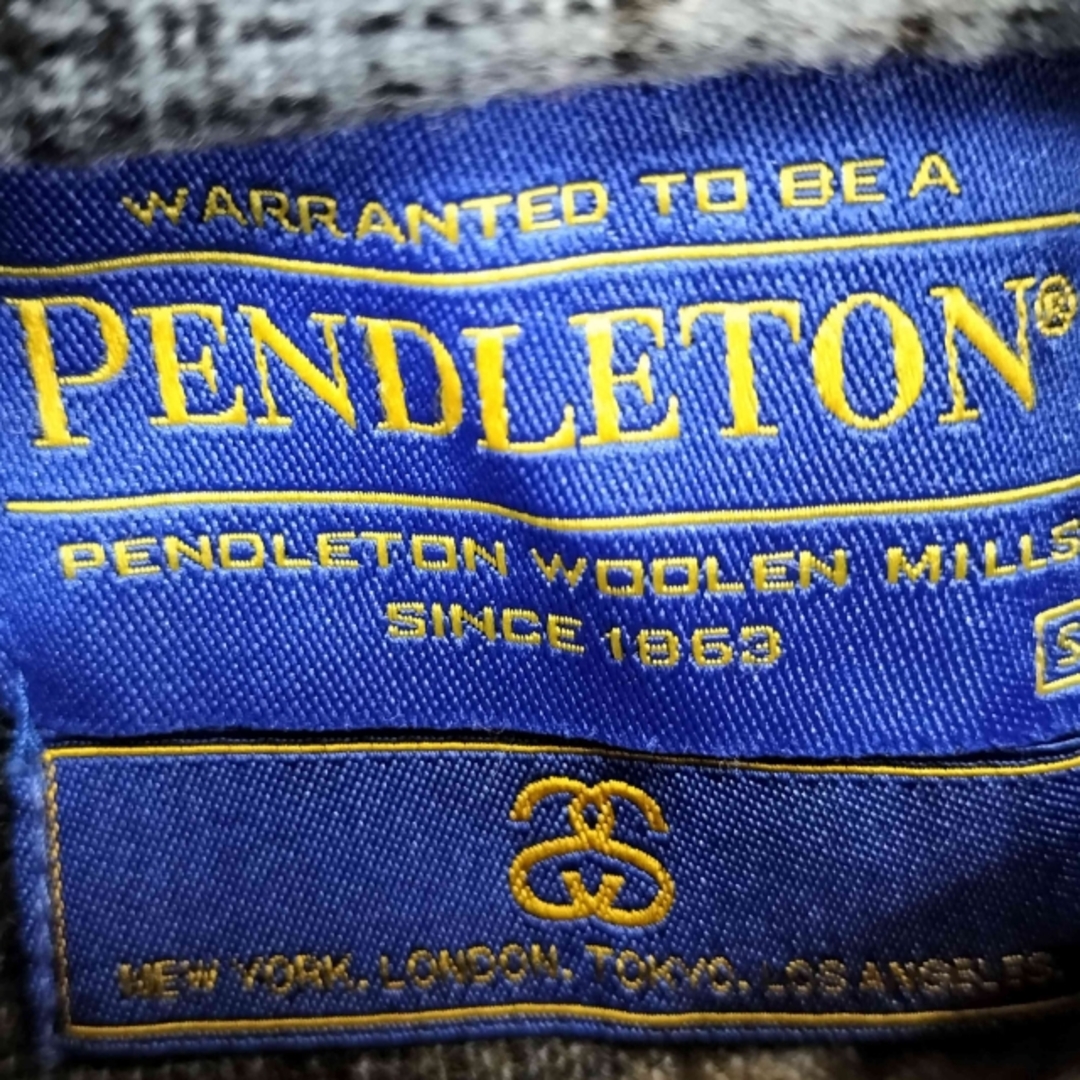 WARRANTED TO BE A
PENDLETON®
PENDLETON WOOLEN MILLS
SINCE 1863
S
NEW YORK. LONDON. TOKYO. LOS ANGELES